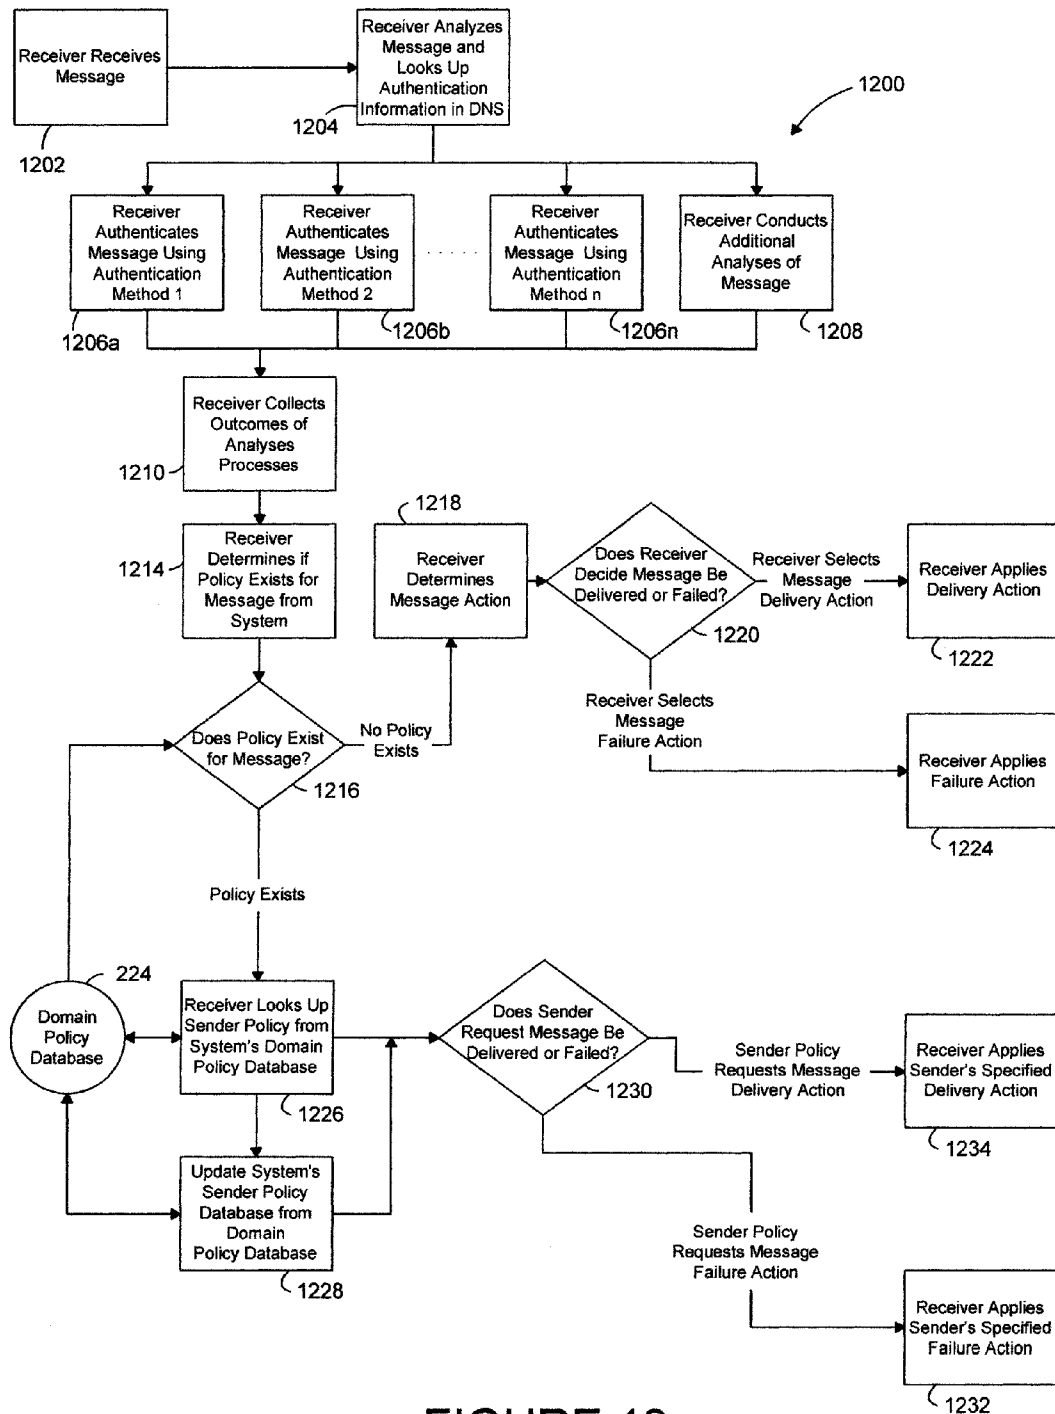 Receiver Receives
Message
1202
Receiver Analyzes
Message and
Looks Up
Authentication
Information in DNS
1204
1200
Receiver
Authenticates
Message Using
Authentication
Method 1
1206a
Receiver
Authenticates
Message Using
Authentication
Method 2
1206b
Receiver
Authenticates
Message Using
Authentication
Method n
1206n
Receiver Conducts
Additional
Analyses of
Message
1208
Receiver Collects
Outcomes of
Analyses
Processes
1210
Receiver
Determines if
Policy Exists for
Message from
System
1214
Does Policy Exist
for Message?
1216
No Policy
Exists
Receiver
Determines
Message Action
1218
Does Receiver
Decide Message Be
Delivered or Failed?
1220
Receiver Selects
Message
Delivery Action
Receiver Applies
Delivery Action
1222
Receiver Selects
Message
Failure Action
Receiver Applies
Failure Action
1224
Policy Exists
224
Domain
Policy
Database
Receiver Looks Up
Sender Policy from
System's Domain
Policy Database
1226
Update System's
Sender Policy
Database from
Domain
Policy Database
1228
Does Sender
Request Message Be
Delivered or Failed?
1230
Sender Policy
Requests Message
Delivery Action
Receiver Applies
Sender's Specified
Delivery Action
1234
Sender Policy
Requests Message
Failure Action
Receiver Applies
Sender's Specified
Failure Action
1232
FIGURE